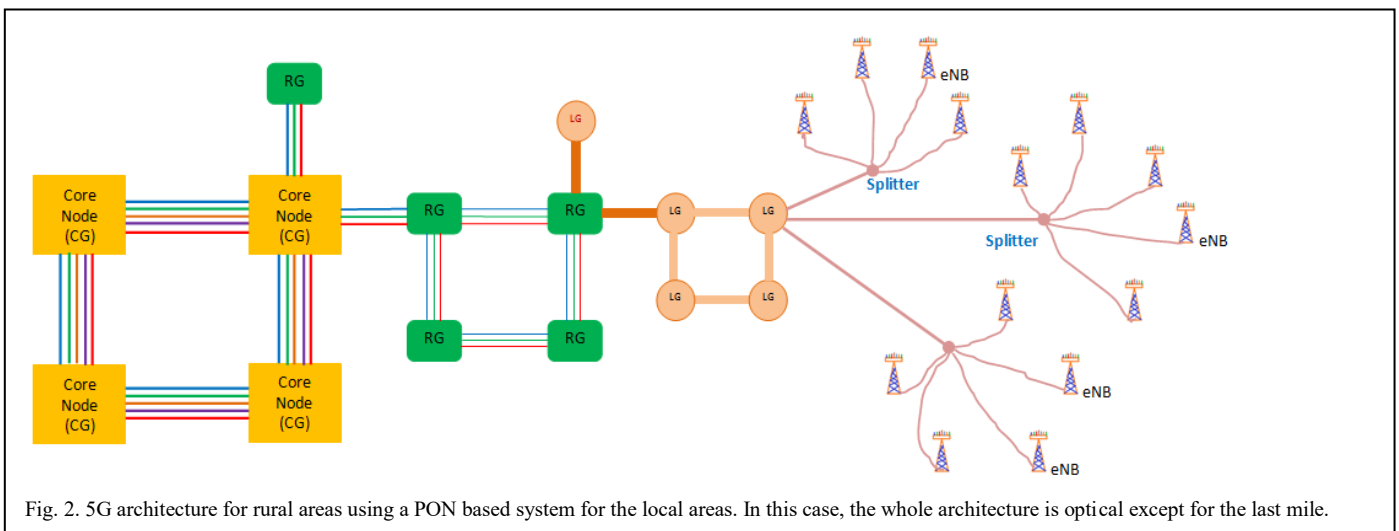 RG
eNB
LG
Core
Node
(CG)
Core
Node
(CG)
Splitter
RG
RG
LG
LG
eNB
Splitter
LG
LG
RG
RG
Core
Node
(CG)
Core
Node
(CG)
eNB
eNB
Fig. 2. 5G architecture for rural areas using a PON based system for the local areas. In this case, the whole architecture is optical except for the last mile.